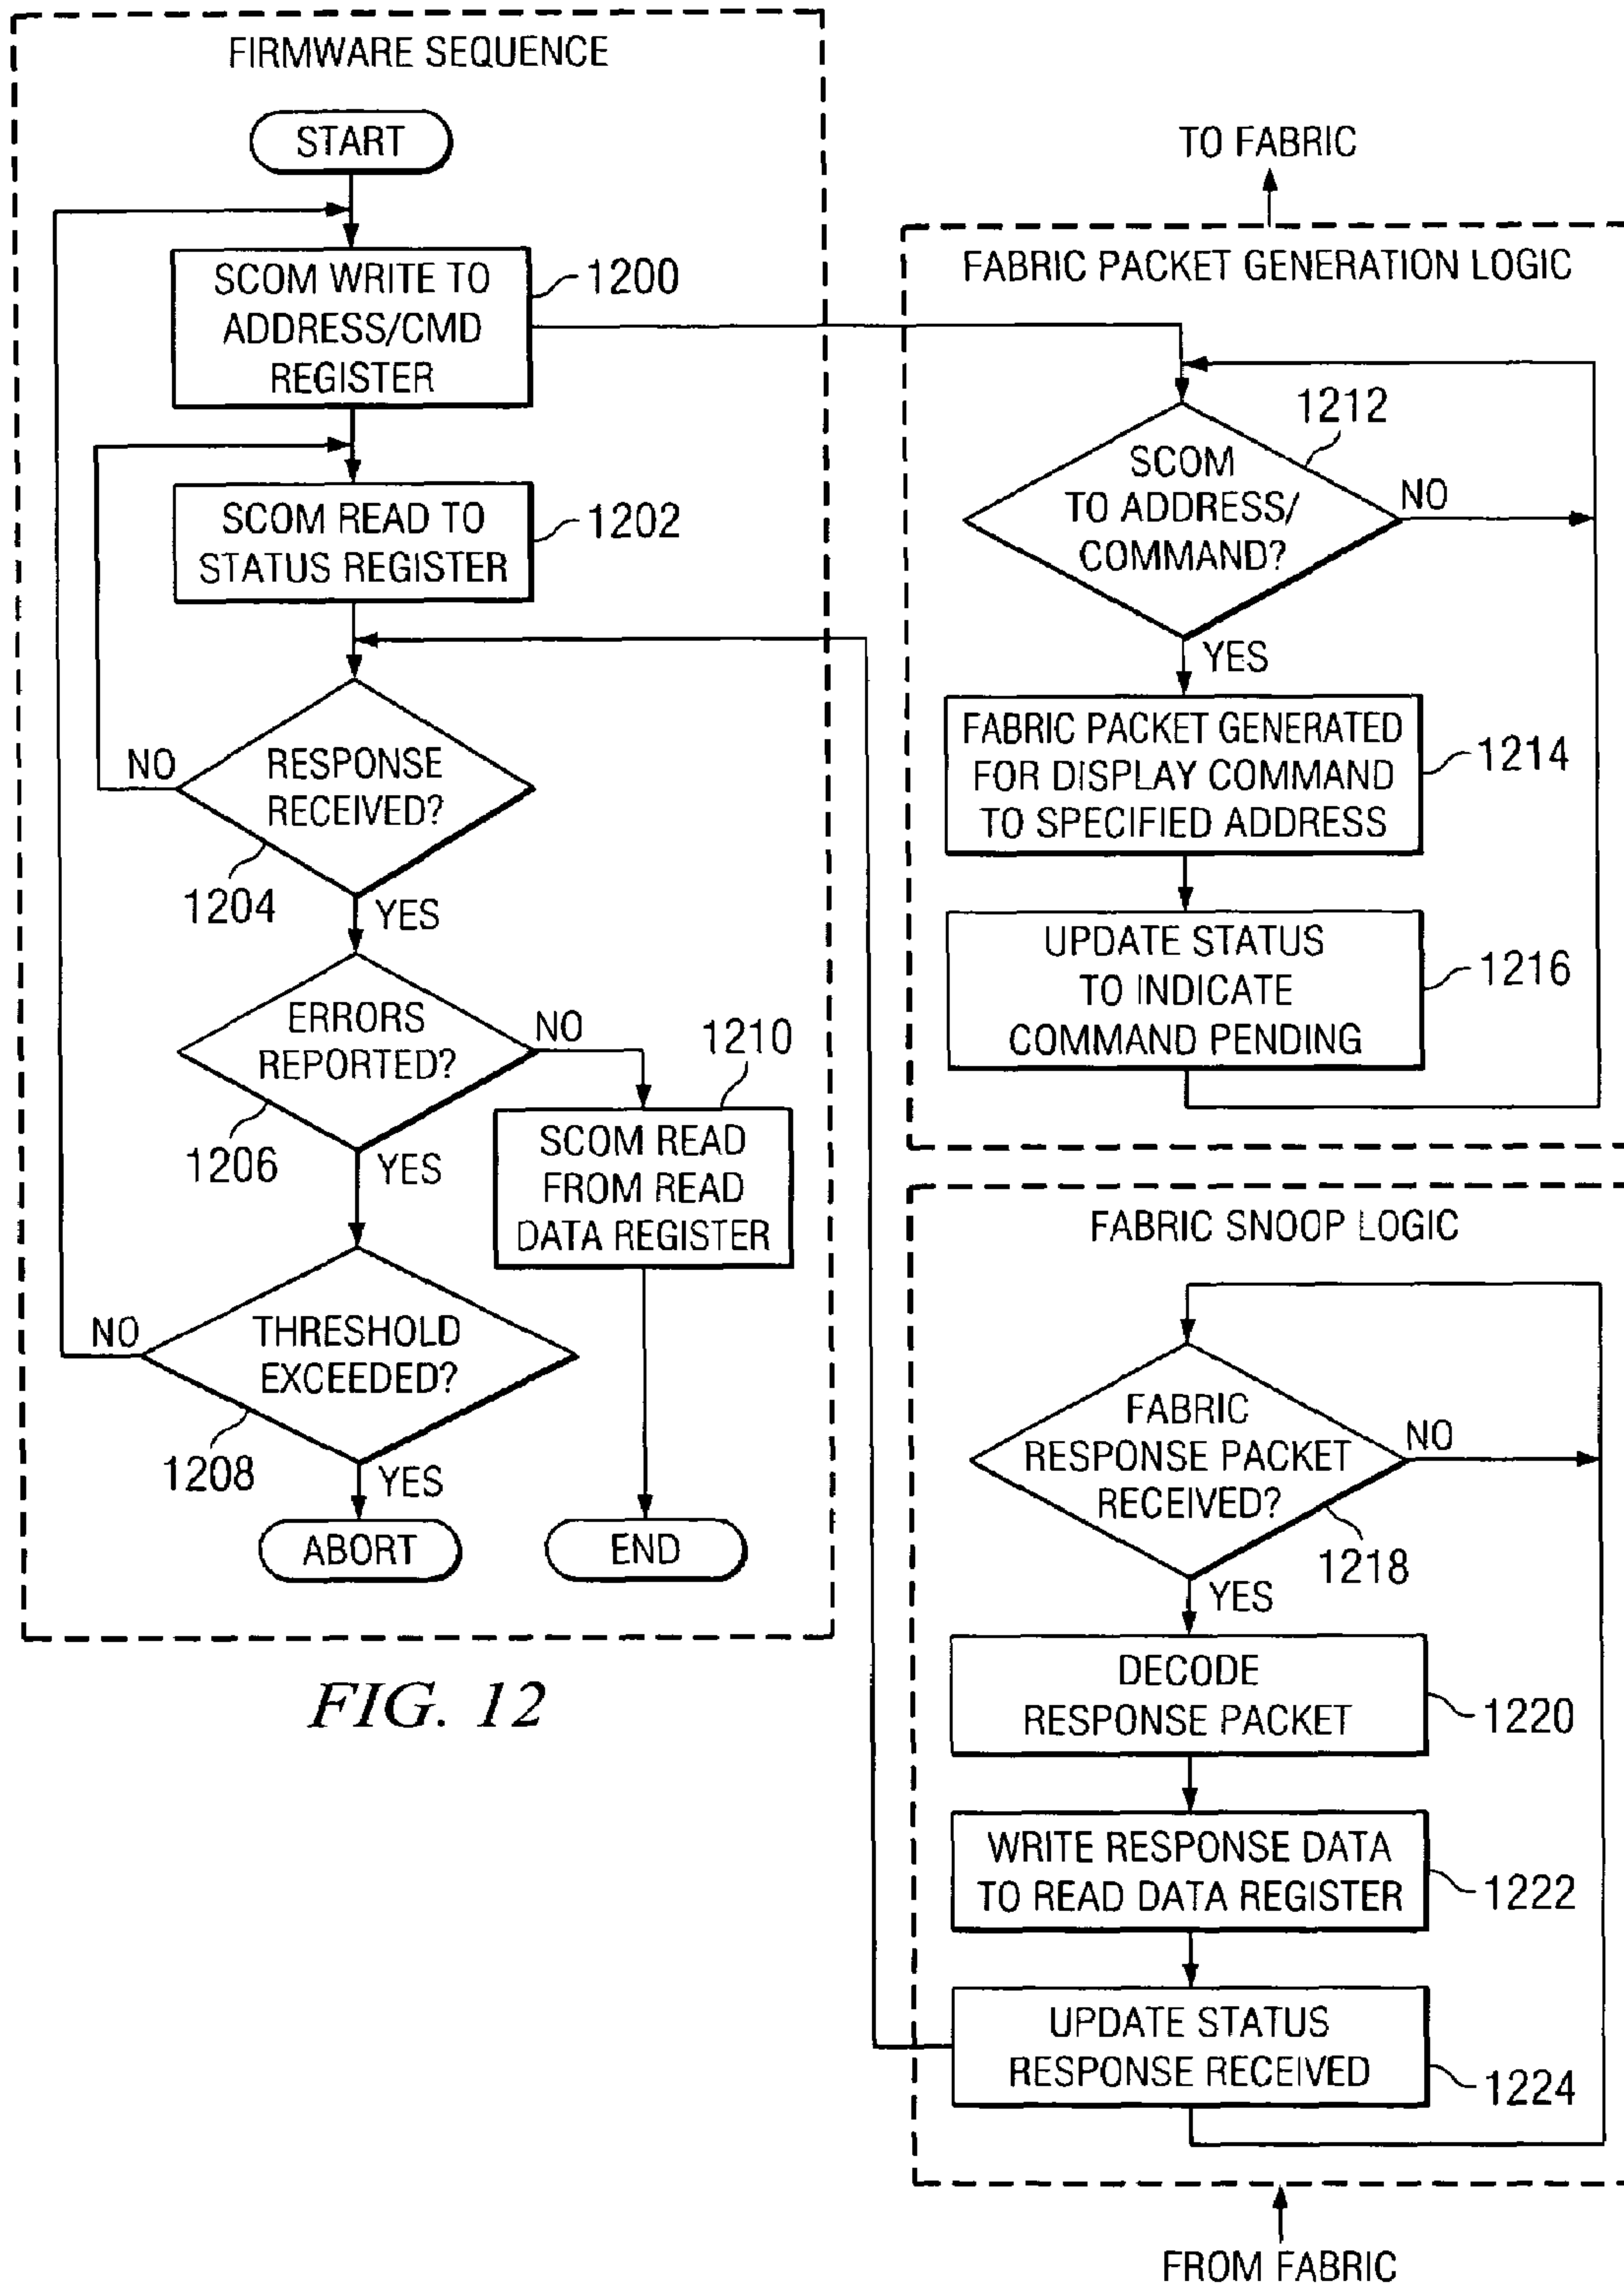 FIRMWARE SEQUENCE
START
SCOM WRITE TO
ADDRESS/CMD
REGISTER
1200
SCOM READ TO
STATUS REGISTER
1202
RESPONSE
RECEIVED?
NO
1204
YES
ERRORS
REPORTED?
NO
1206
YES
1210
SCOM READ
FROM READ
DATA REGISTER
THRESHOLD
EXCEEDED?
NO
1208
YES
ABORT
END
FIG. 12
TO FABRIC
FABRIC PACKET GENERATION LOGIC
1212
SCOM
TO ADDRESS/
COMMAND?
NO
YES
FABRIC PACKET GENERATED
FOR DISPLAY COMMAND
TO SPECIFIED ADDRESS
1214
UPDATE STATUS
TO INDICATE
COMMAND PENDING
1216
FABRIC SNOOP LOGIC
FABRIC
RESPONSE PACKET
RECEIVED?
NO
1218
YES
DECODE
RESPONSE PACKET
1220
WRITE RESPONSE DATA
TO READ DATA REGISTER
1222
UPDATE STATUS
RESPONSE RECEIVED
1224
FROM FABRIC